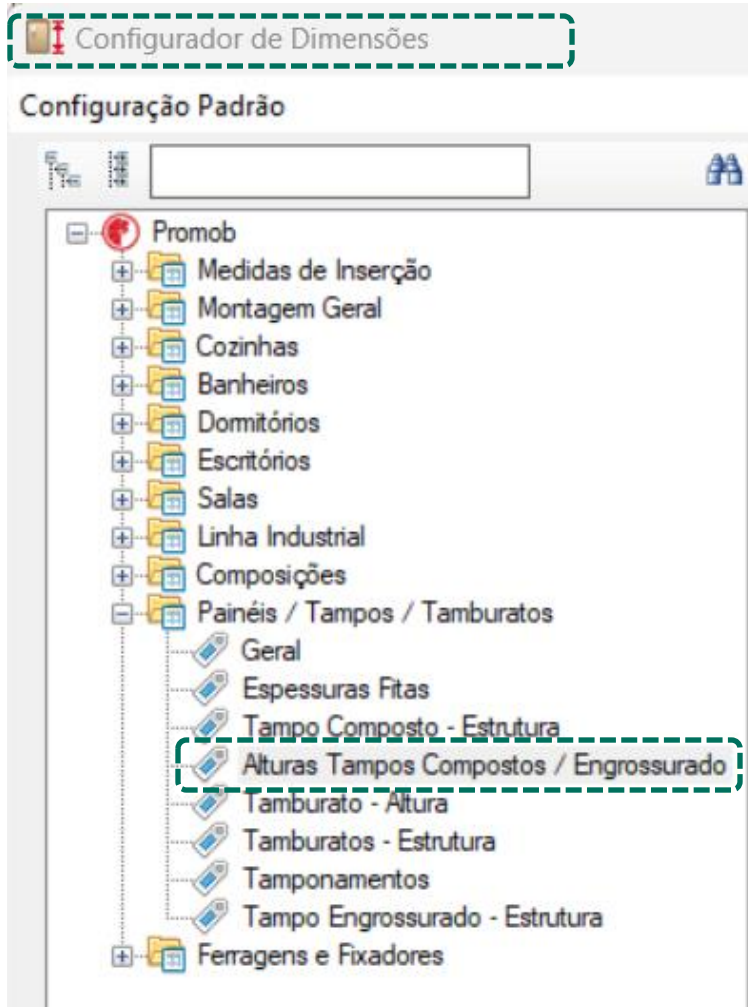 Configurador de Dimensões
Configuração Padrão
Promob
Medidas de Inserção
Montagem Geral
Cozinhas
Banheiros
Dormitórios
Escritórios
Salas
Linha Industrial
Composições
Painéis / Tampos / Tamburatos
Geral
Espessuras Fitas
Tampo Composto - Estrutura
Alturas Tampos Compostos / Engrossurado
Tamburato - Altura
Tamburatos - Estrutura
Tamponamentos
Tampo Engrossurado - Estrutura
Ferragens e Fixadores